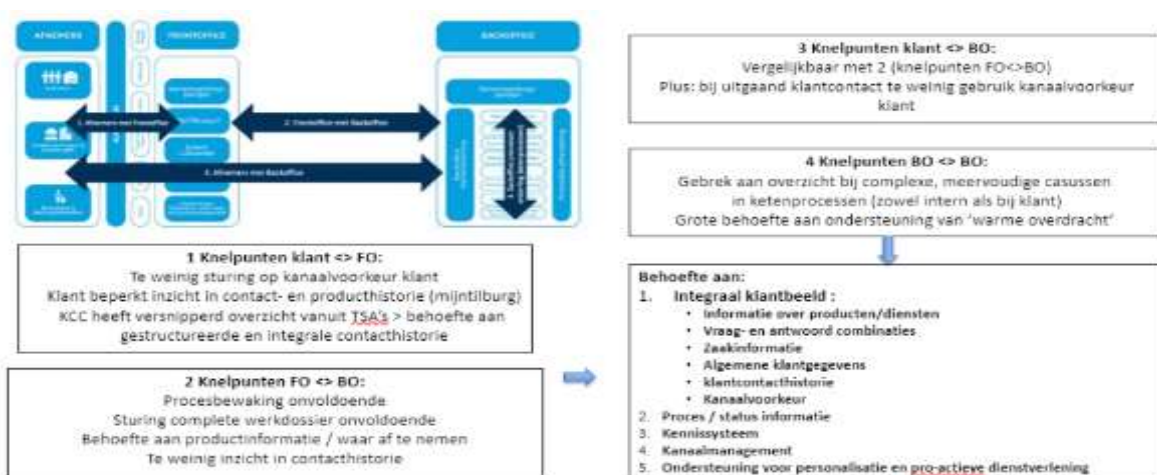 AFNEMERS
FRONTOFFICE
BACKOFFICE
1. Afnemers met Frontoffice
2. Frontoffice met Backoffice
3. Afnemers met Backoffice
1 Knelpunten klant <> FO:
Te weinig sturing op kanaalvoorkeur klant
Klant beperkt inzicht in contact- en producthistorie (mijntilburg)
KCC heeft versnipperd overzicht vanuit TSA's > behoefte aan
gestructureerde en integrale contacthistorie
2 Knelpunten FO <> BO:
Procesbewaking onvoldoende
Sturing complete werkdossier onvoldoende
Behoefte aan productinformatie / waar af te nemen
Te weinig inzicht in contacthistorie
3 Knelpunten klant <> BO:
Vergelijkbaar met 2 (knelpunten FO<>BO)
Plus: bij uitgaand klantcontact te weinig gebruik kanaalvoorkeur
klant
4 Knelpunten BO <> BO:
Gebrek aan overzicht bij complexe, meervoudige casussen
in ketenprocessen (zowel intern als bij klant)
Grote behoefte aan ondersteuning van 'warme overdracht'
Behoefte aan:
1. Integraal klantbeeld :
• Informatie over producten/diensten
• Vraag- en antwoord combinaties
• Zaakinformatie
• Algemene klantgegevens
• klantcontacthistorie
• Kanaalvoorkeur
2. Proces / status informatie
3. Kennissysteem
4. Kanaalmanagement
5. Ondersteuning voor personalisatie en pro-actieve dienstverlening